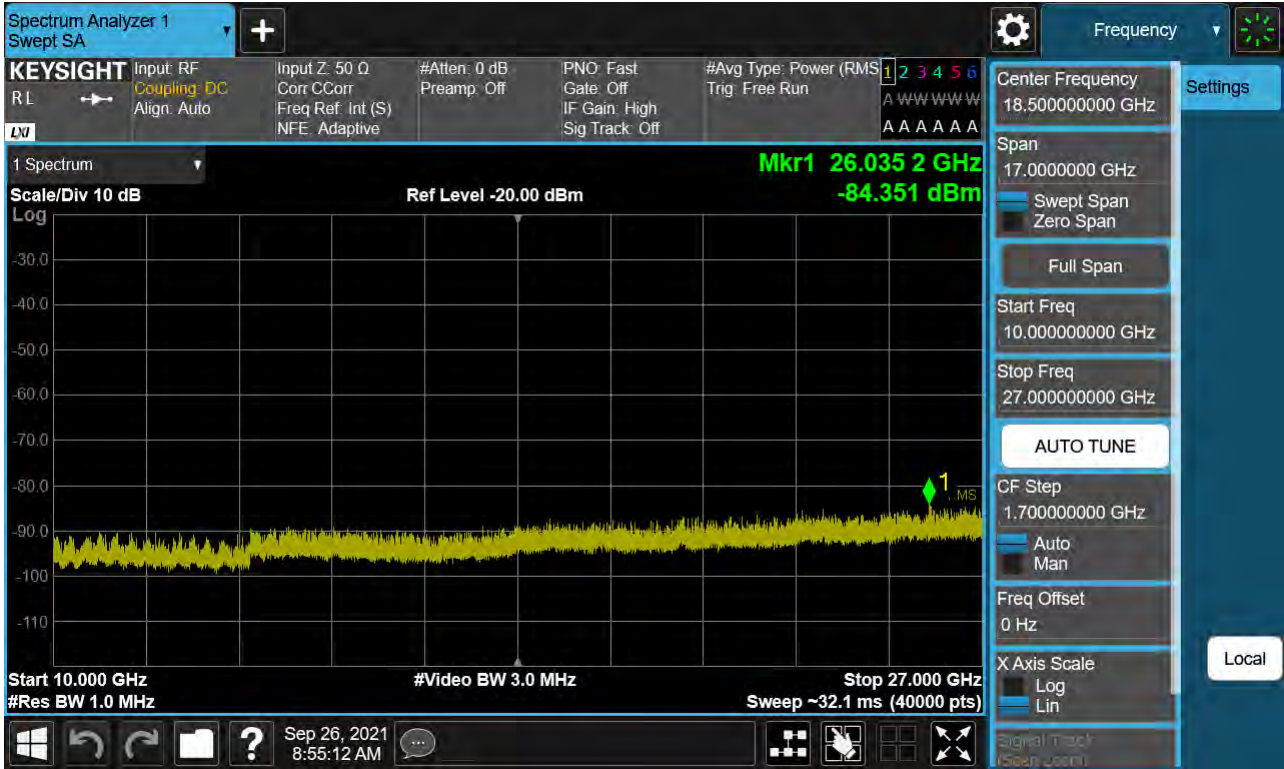 Spectrum Analyzer 1
Swept SA
Frequency
KEYSIGHT
R L
LXI
Input: RF
Coupling: DC
Align: Auto
Input Z: 50 Ω
Corr CCorr
Freq Ref: Int (S)
NFE: Adaptive
#Atten: 0 dB
Preamp: Off
PNO: Fast
Gate: Off
IF Gain: High
Sig Track: Off
#Avg Type: Power (RMS
Trig: Free Run
1 2 3 4 5 6
A W W W W W
A A A A A A
1 Spectrum
Scale/Div 10 dB
Log
Ref Level -20.00 dBm
Mkr1 26.035 2 GHz
-84.351 dBm
-30.0
-40.0
-50.0
-60.0
-70.0
-80.0
-90.0
-100
-110
1
MS
Start 10.000 GHz
#Res BW 1.0 MHz
#Video BW 3.0 MHz
Stop 27.000 GHz
Sweep ~32.1 ms (40000 pts)
Center Frequency
18.500000000 GHz
Span
17.0000000 GHz
Swept Span
Zero Span
Full Span
Start Freq
10.000000000 GHz
Stop Freq
27.000000000 GHz
AUTO TUNE
CF Step
1.700000000 GHz
Auto
Man
Freq Offset
0 Hz
X Axis Scale
Log
Lin
Signal Track
(Span Zoom)
Settings
Local
?
Sep 26, 2021
8:55:12 AM